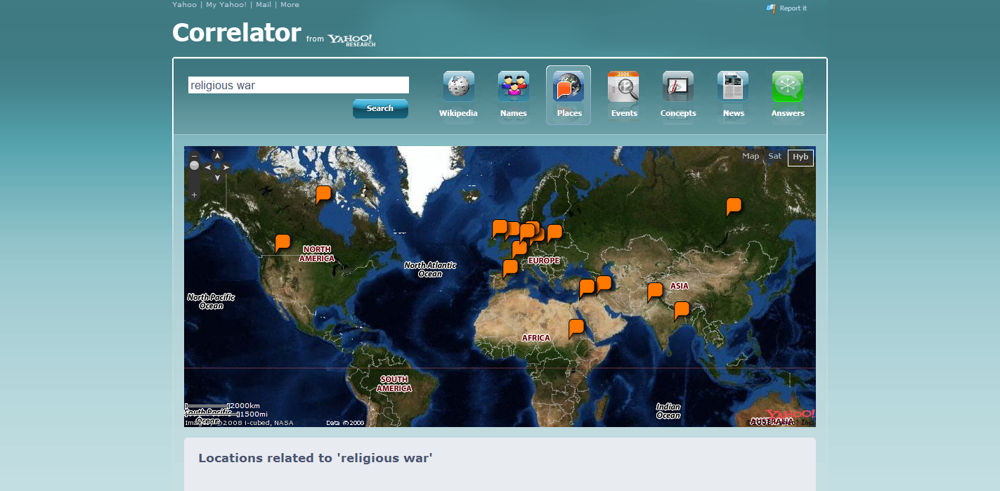 Yahoo | My Yahoo! | Mail | More
Report it
Correlator from YAHOO! RESEARCH
religious war
Search
2008
Wikipedia Names Places Events Concepts News Answers
Map Sat Hyb
NORTH
AMERICA
North Atlantic
Ocean
EUROPE
North Pacific
Ocean
ASIA
AFRICA
SOUTH
AMERICA
Indian
Ocean
2000km
1500mi
South Pacific
Ocean
©2008 i-cubed, NASA
Data ©2008
YAHOO!
AUSTRALIA
Inc.
Locations related to 'religious war'